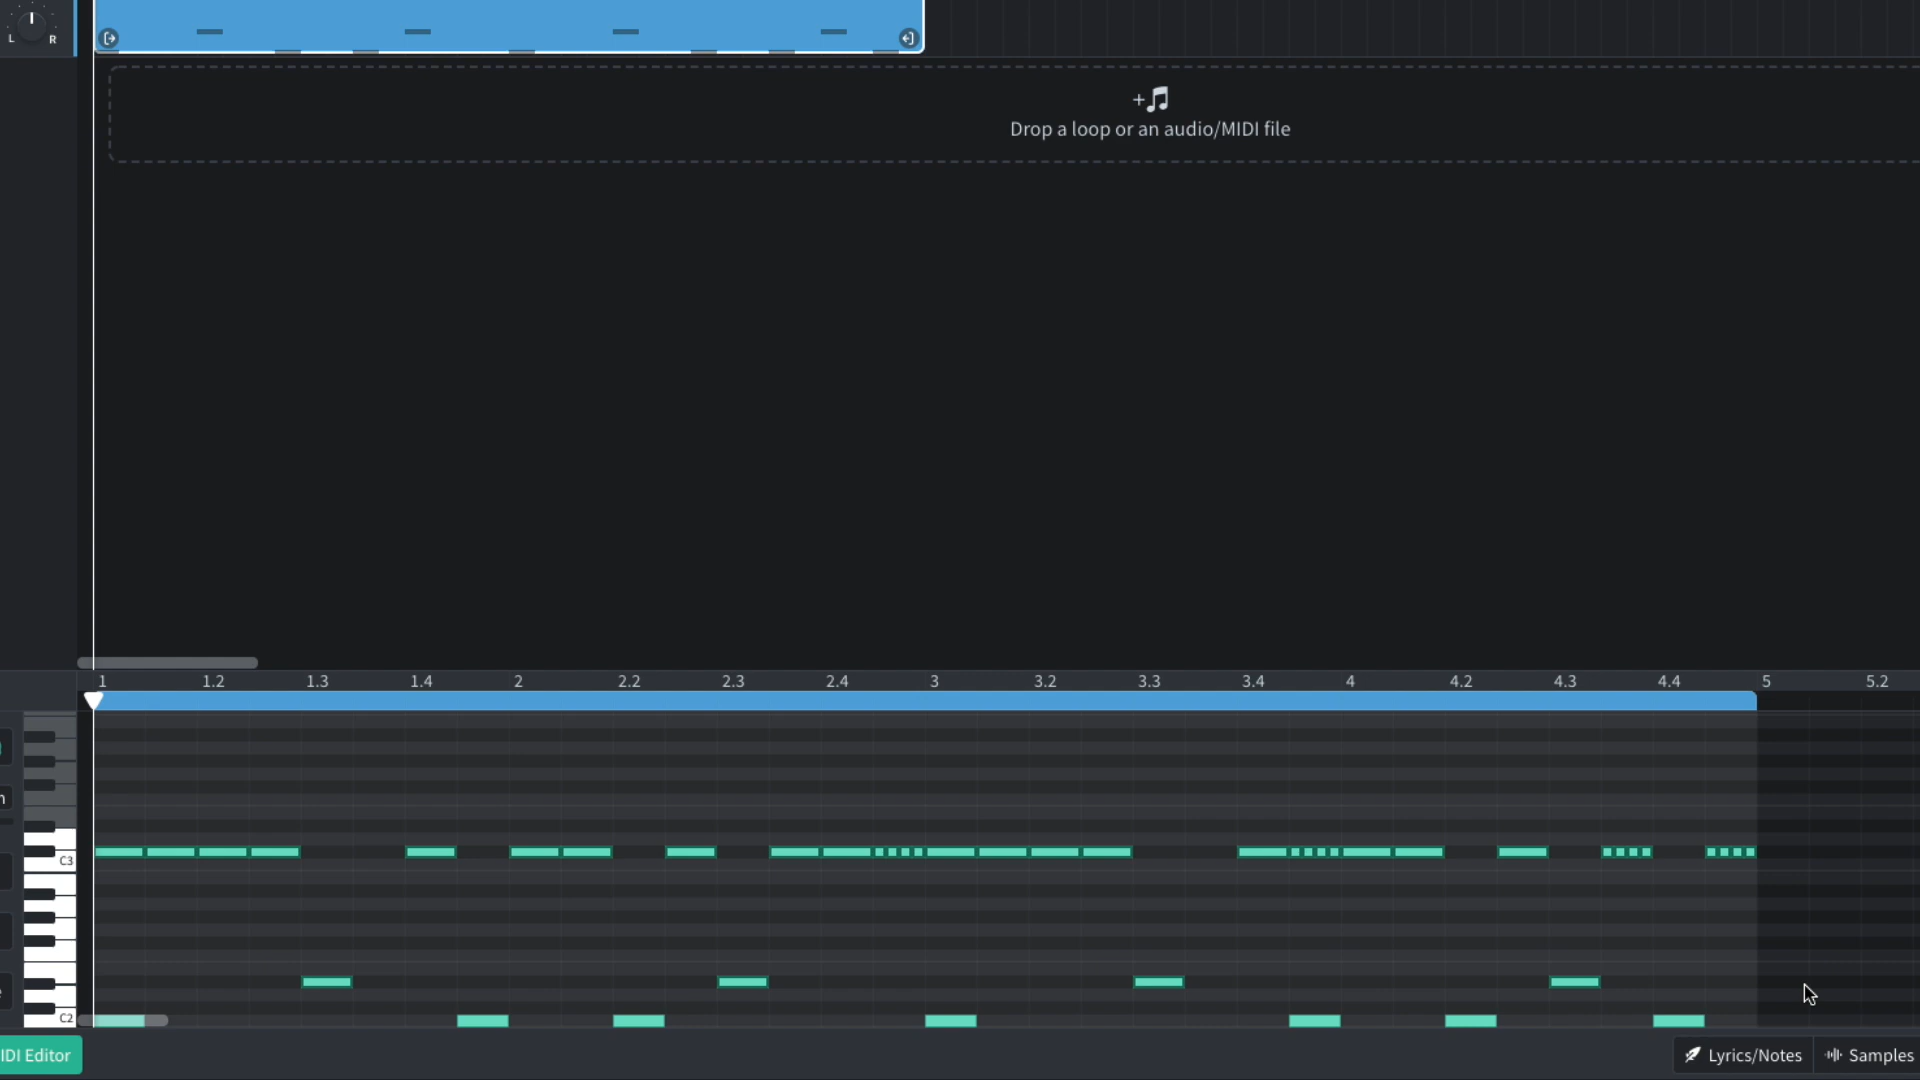 L R
Drop a loop or an audio/MIDI file
1 1.2 1.3 1.4 2 2.2 2.3 2.4 3 3.2 3.3 3.4 4 4.2 4.3 4.4 5 5.2
C3
C2
IDI Editor
Lyrics/Notes
Samples